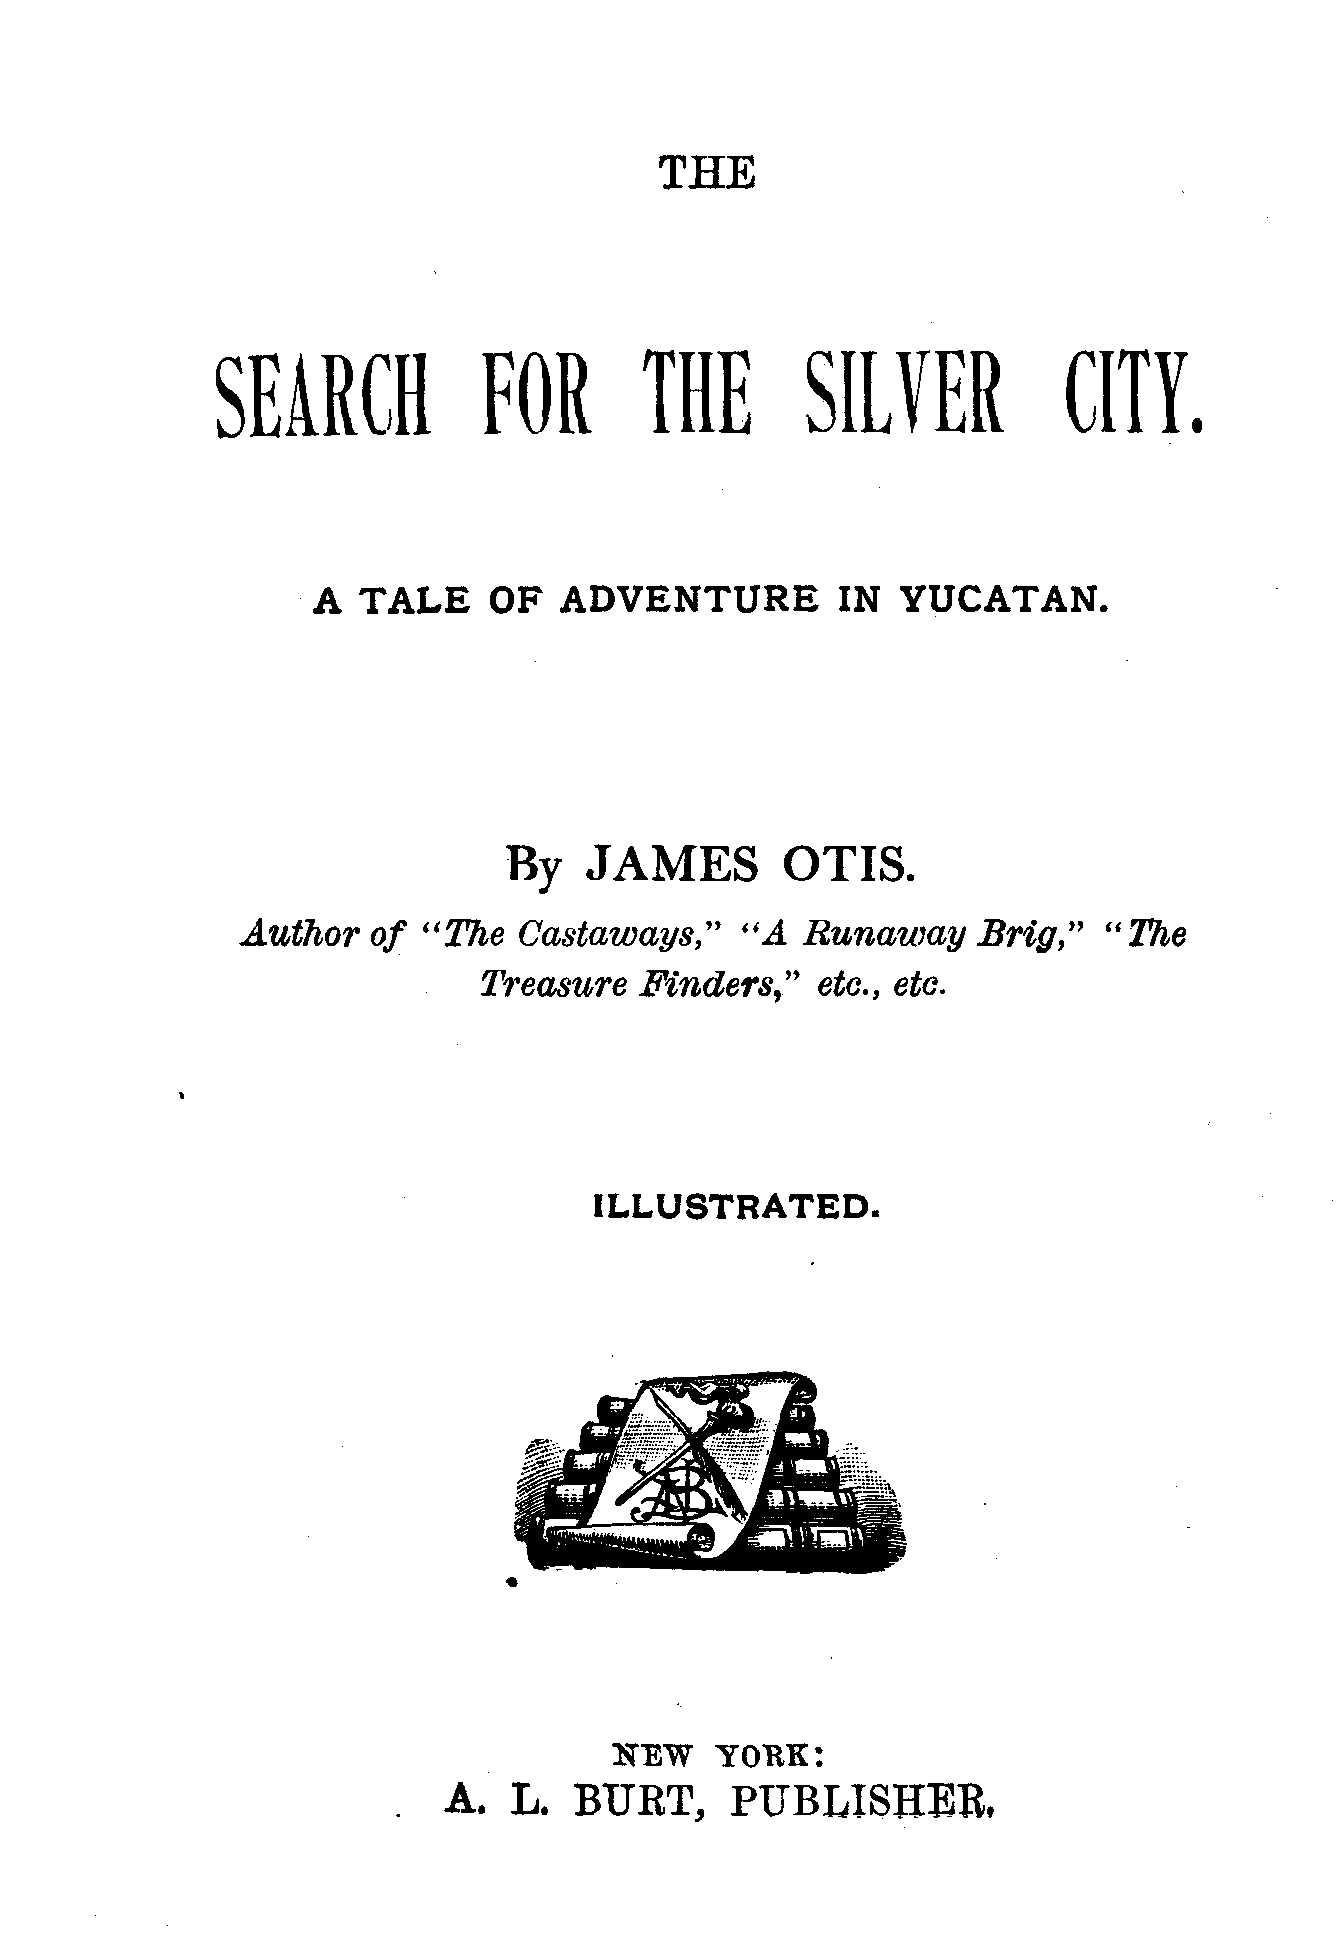 THE
SEARCH FOR THE SILVER CITY.
A TALE OF ADVENTURE IN YUCATAN.
By JAMES OTIS.
Author of “The Castaways,” “A Runaway Brig,” “The
Treasure Finders,” etc., etc.
ILLUSTRATED.
NEW YORK:
A. L. BURT, PUBLISHER.